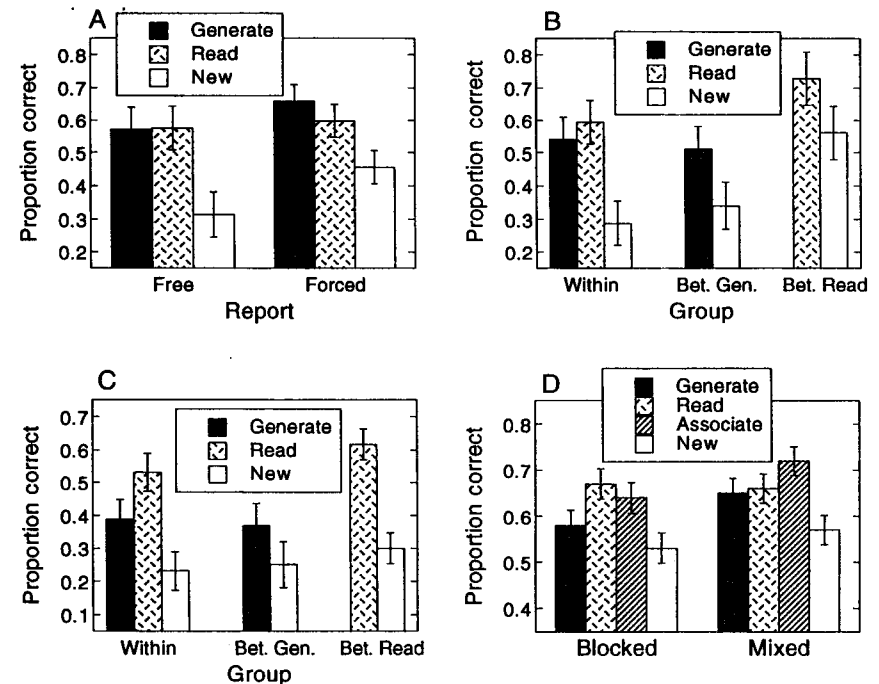 A
Generate
Read
New
Proportion correct
0.8
0.7
0.6
0.5
0.4
0.3
0.2
Free Forced
Report
B
Generate
Read
New
Proportion correct
0.8
0.7
0.6
0.5
0.4
0.3
0.2
Within Bet. Gen. Bet. Read
Group
C
Generate
Read
New
Proportion correct
0.7
0.6
0.5
0.4
0.3
0.2
0.1
Within Bet. Gen. Bet. Read
Group
D
Generate
Read
Associate
New
Proportion correct
0.8
0.7
0.6
0.5
0.4
Blocked Mixed